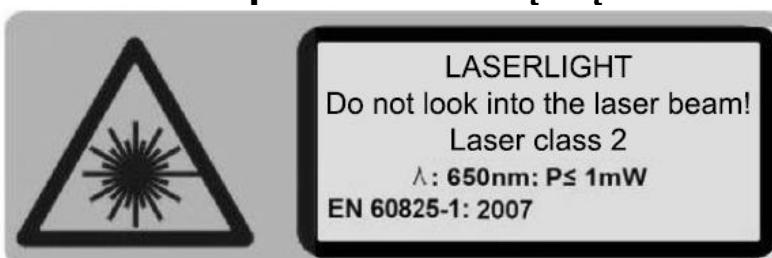 LASERLIGHT
Do not look into the laser beam!
Laser class 2
λ: 650nm: P≤ 1mW
EN 60825-1: 2007